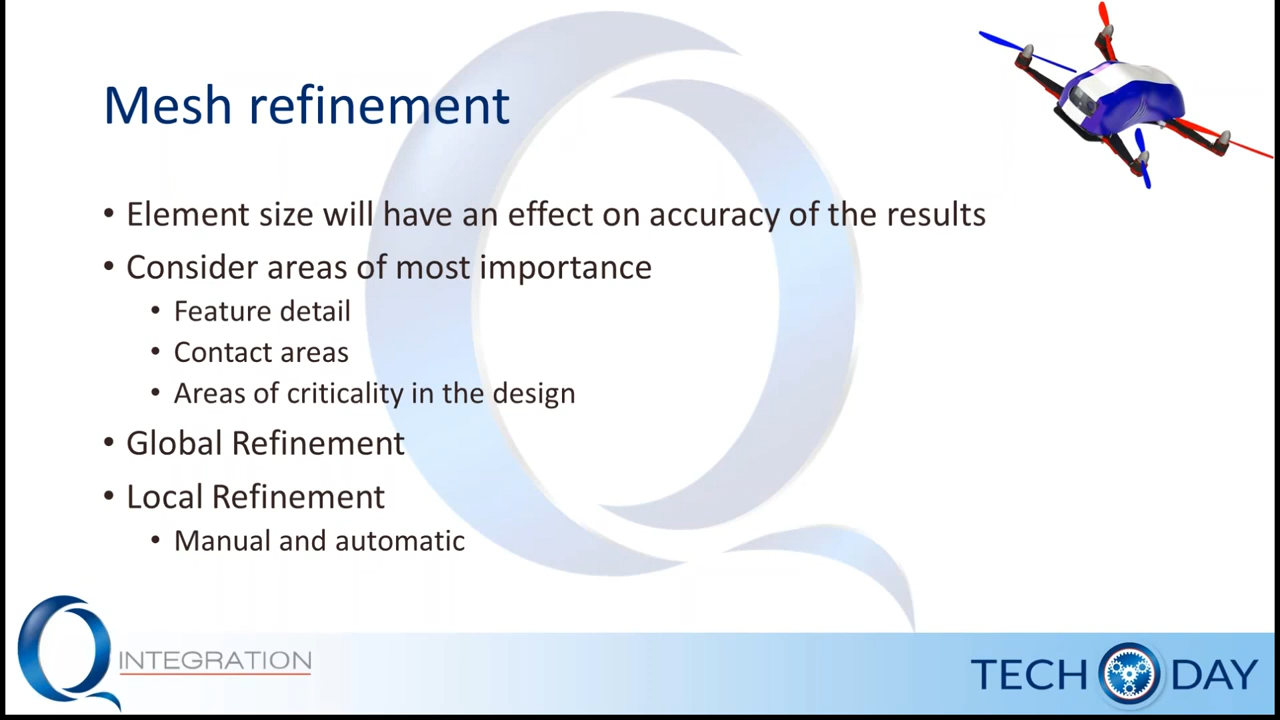 Mesh refinement
• Element size will have an effect on accuracy of the results
• Consider areas of most importance
• Feature detail
• Contact areas
• Areas of criticality in the design
• Global Refinement
• Local Refinement
• Manual and automatic
INTEGRATION
TECH DAY